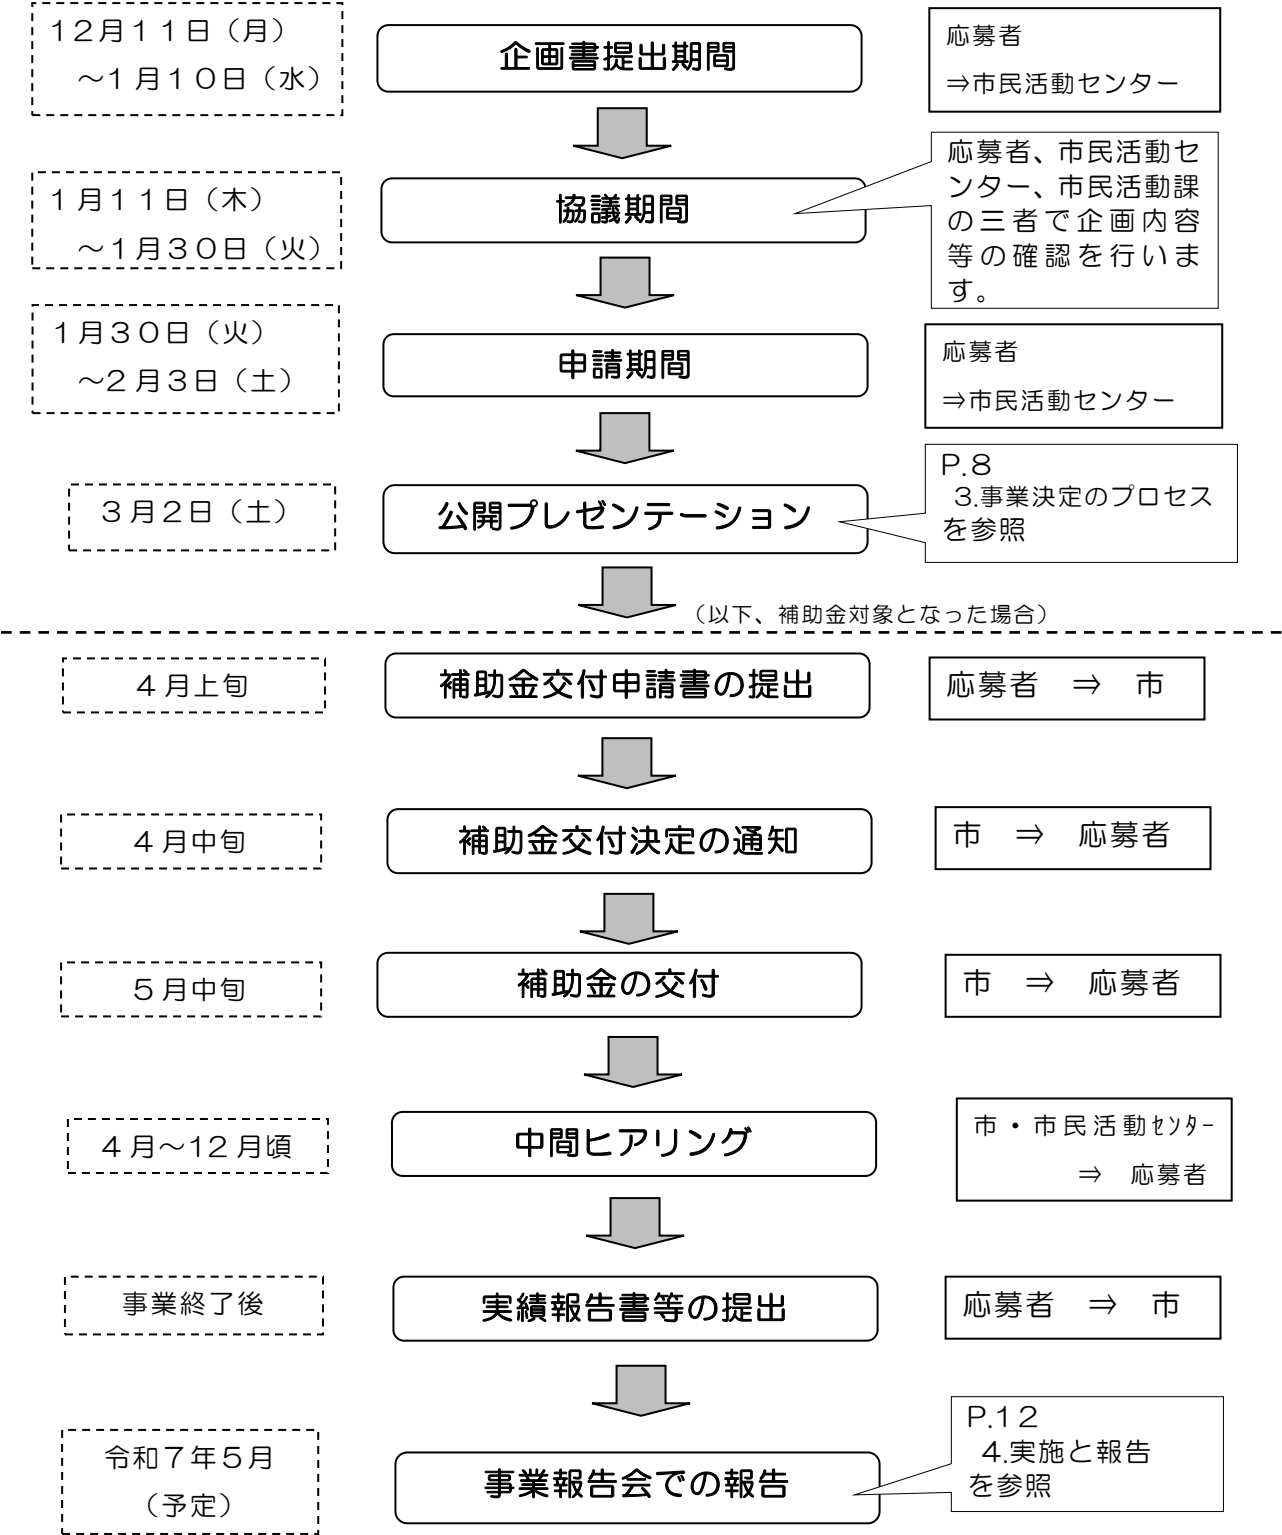 １２月１１日（月）
～１月１０日（水）
企画書提出期間
応募者
⇒市民活動センター
１月１１日（木）
～１月３０日（火）
協議期間
応募者、市民活動セ
ンター、市民活動課
の三者で企画内容
等の確認を行いま
す。
１月３０日（火）
～２月３日（土）
申請期間
応募者
⇒市民活動センター
３月２日（土）
公開プレゼンテーション
P.８
３.事業決定のプロセス
を参照
（以下、補助金対象となった場合）
４月上旬
補助金交付申請書の提出
応募者　⇒　市
４月中旬
補助金交付決定の通知
市　⇒　応募者
５月中旬
補助金の交付
市　⇒　応募者
４月～12月頃
中間ヒアリング
市・市民活動ｾﾝﾀｰ
⇒　応募者
事業終了後
実績報告書等の提出
応募者　⇒　市
令和７年５月
（予定）
事業報告会での報告
P.１２
４.実施と報告
を参照